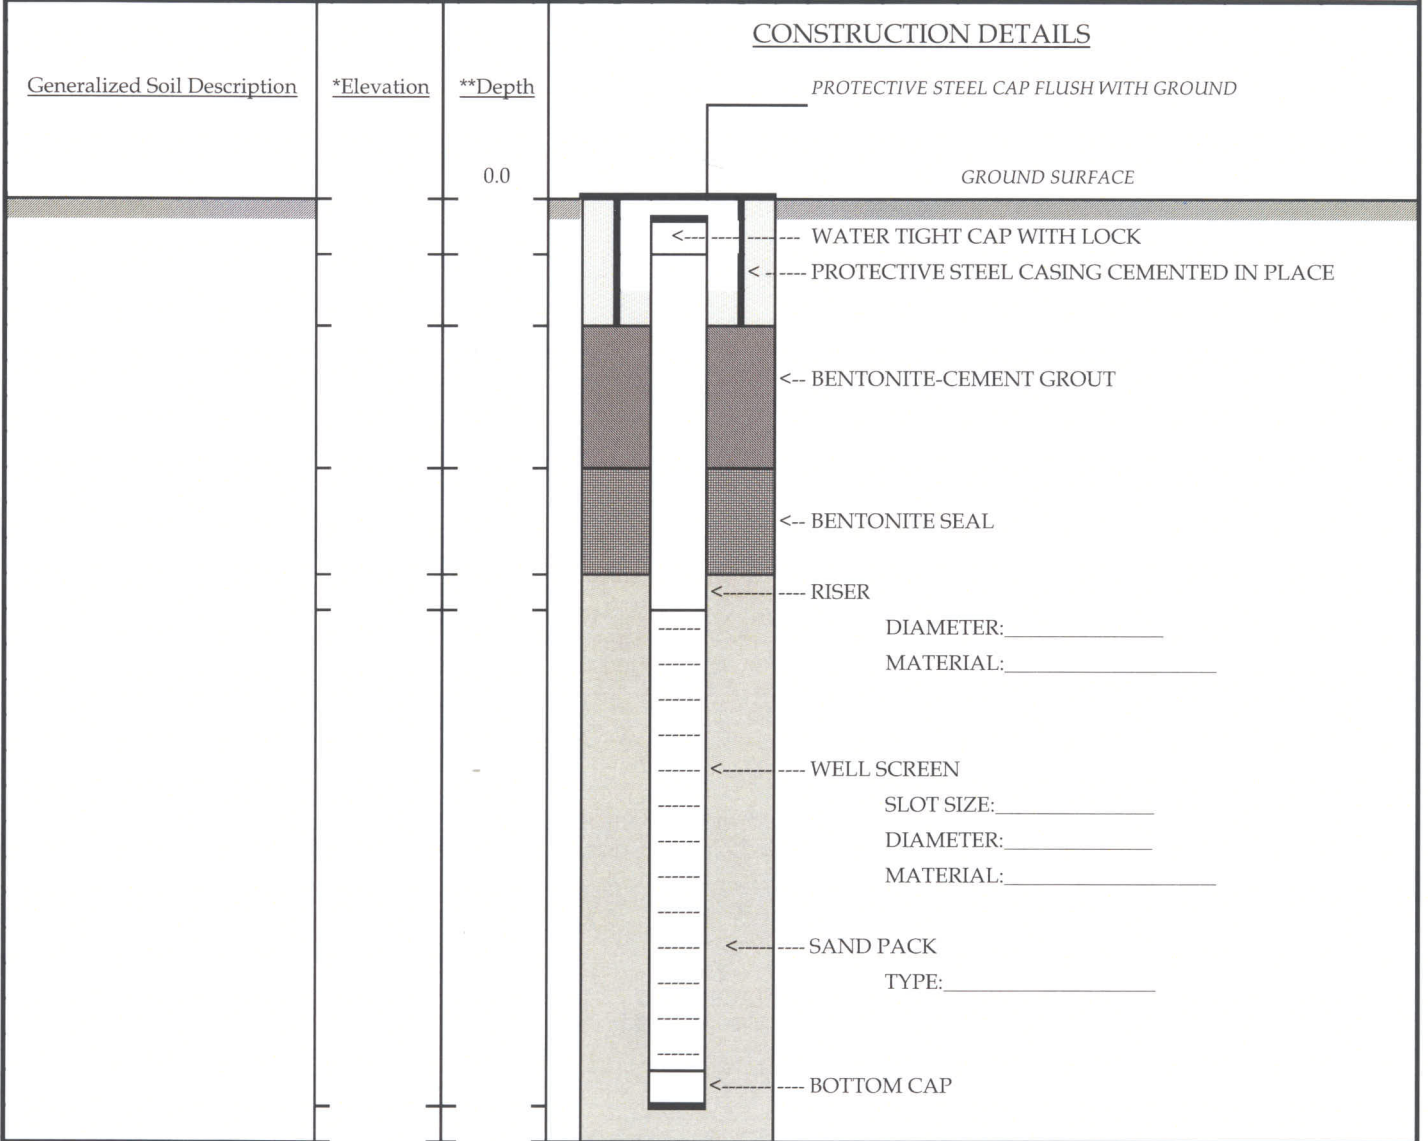 CONSTRUCTION DETAILS
Generalized Soil Description *Elevation **Depth
PROTECTIVE STEEL CAP FLUSH WITH GROUND
0.0
GROUND SURFACE
WATER TIGHT CAP WITH LOCK
PROTECTIVE STEEL CASING CEMENTED IN PLACE
BENTONITE-CEMENT GROUT
BENTONITE SEAL
RISER
DIAMETER:
MATERIAL:
WELL SCREEN
SLOT SIZE:
DIAMETER:
MATERIAL:
SAND PACK
TYPE:
BOTTOM CAP